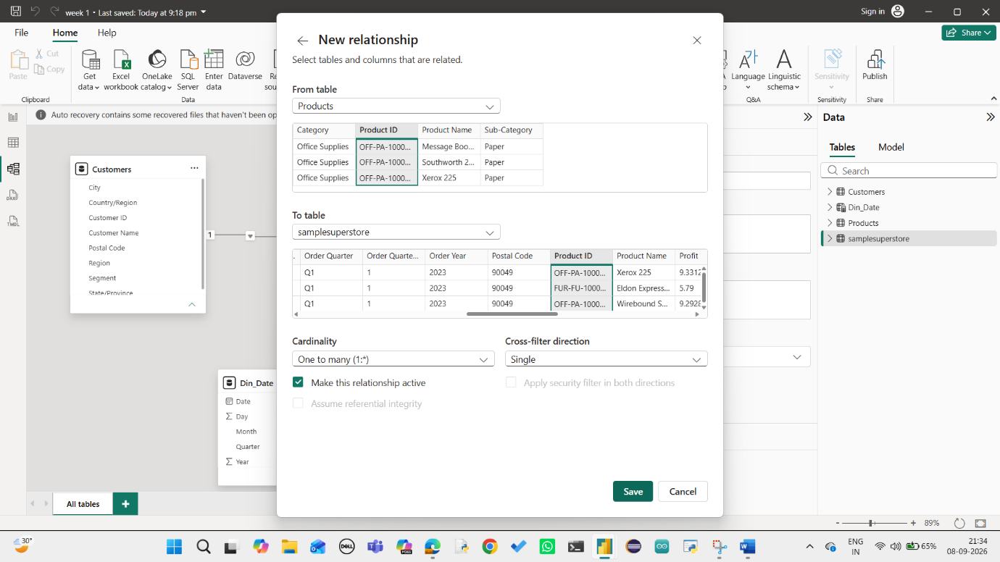 week 1 • Last saved: Today at 9:18 pm
Sign in
File
Home
Help
Share
Paste
Cut
Copy
Clipboard
Get data
Excel workbook
OneLake catalog
SQL Server
Enter data
Dataverse
Data
Language
Linguistic schema
Q&A
Sensitivity
Sensitivity
Publish
Share
Auto recovery contains some recovered files that haven't been op
New relationship
Select tables and columns that are related.
From table
Products
Category Product ID Product Name Sub-Category
Office Supplies OFF-PA-1000... Message Boo... Paper
Office Supplies OFF-PA-1000... Southworth 2... Paper
Office Supplies OFF-PA-1000... Xerox 225 Paper
To table
samplesuperstore
Order Quarter Order Quarte... Order Year Postal Code Product ID Product Name Profit
Q1 1 2023 90049 OFF-PA-1000... Xerox 225 9.3312
Q1 1 2023 90049 FUR-FU-1000... Eldon Express... 5.79
Q1 1 2023 90049 OFF-PA-1000... Wirebound S... 9.2928
Cardinality
One to many (1:*)
Cross-filter direction
Single
Make this relationship active
Apply security filter in both directions
Assume referential integrity
Save
Cancel
Customers
City
Country/Region
Customer ID
Customer Name
Postal Code
Region
Segment
State/Province
1
Din_Date
Date
Day
Month
Quarter
Year
Data
Tables
Model
Search
Customers
Din_Date
Products
samplesuperstore
All tables
89%
30°
ENG
IN
65%
21:34
08-09-2026